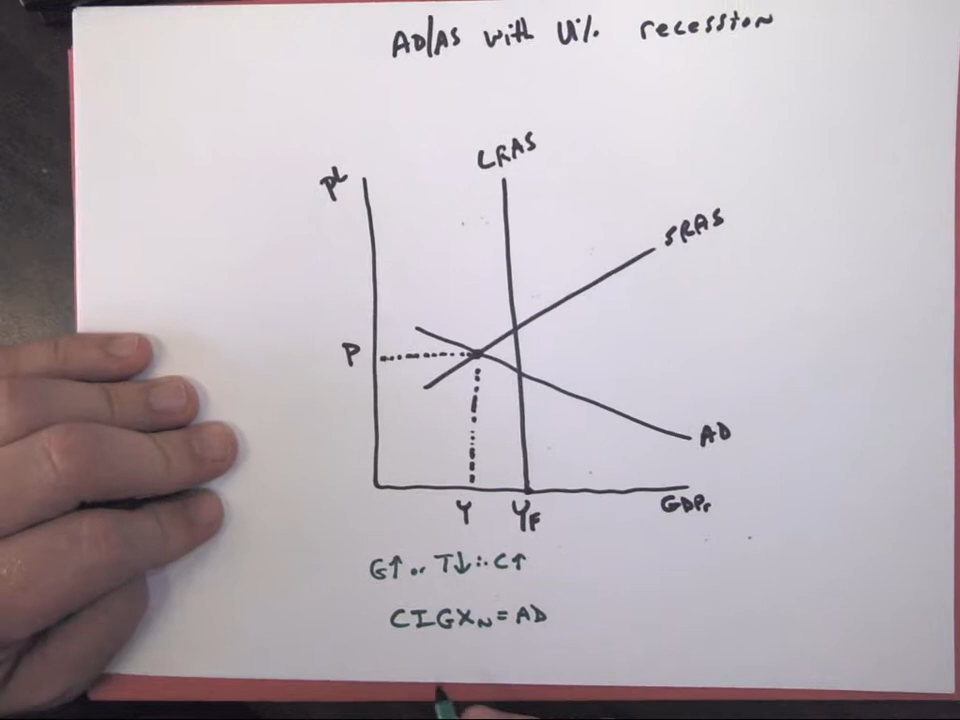 AD/AS with U% recession
LRAS
PL
SRAS
P
AD
Y
YF
GDPr
G↑ or T↓ ∴ C↑
CIGXN = AD